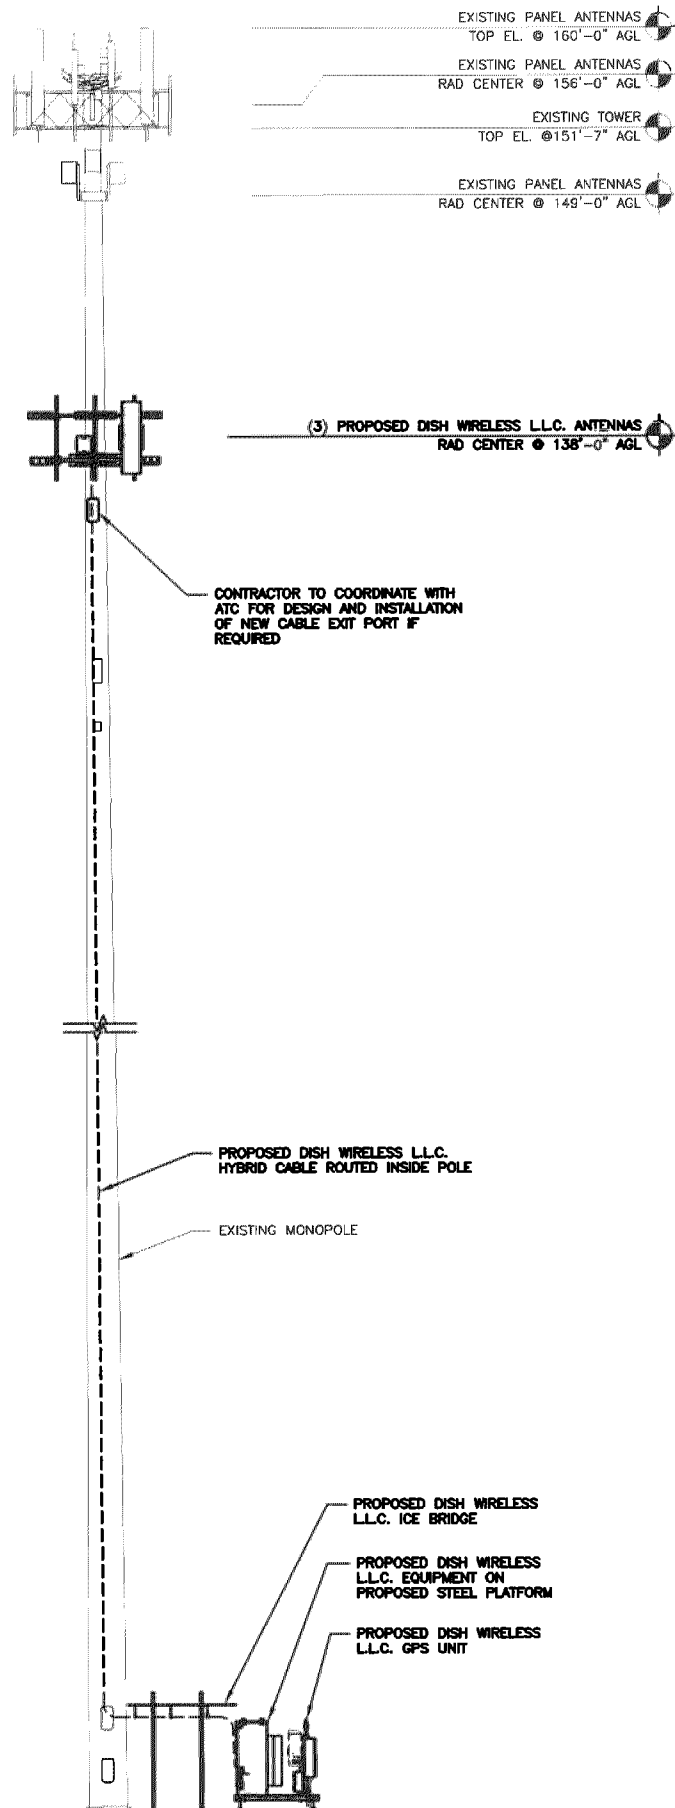 EXISTING PANEL ANTENNAS
TOP EL. @ 160'-0" AGL
EXISTING PANEL ANTENNAS
RAD CENTER @ 156'-0" AGL
EXISTING TOWER
TOP EL. @151'-7" AGL
EXISTING PANEL ANTENNAS
RAD CENTER @ 149'-0" AGL
(3) PROPOSED DISH WIRELESS L.L.C. ANTENNAS
RAD CENTER @ 138'-0" AGL
CONTRACTOR TO COORDINATE WITH
ATC FOR DESIGN AND INSTALLATION
OF NEW CABLE EXIT PORT IF
REQUIRED
PROPOSED DISH WIRELESS L.L.C.
HYBRID CABLE ROUTED INSIDE POLE
EXISTING MONOPOLE
PROPOSED DISH WIRELESS
L.L.C. ICE BRIDGE
PROPOSED DISH WIRELESS
L.L.C. EQUIPMENT ON
PROPOSED STEEL PLATFORM
PROPOSED DISH WIRELESS
L.L.C. GPS UNIT